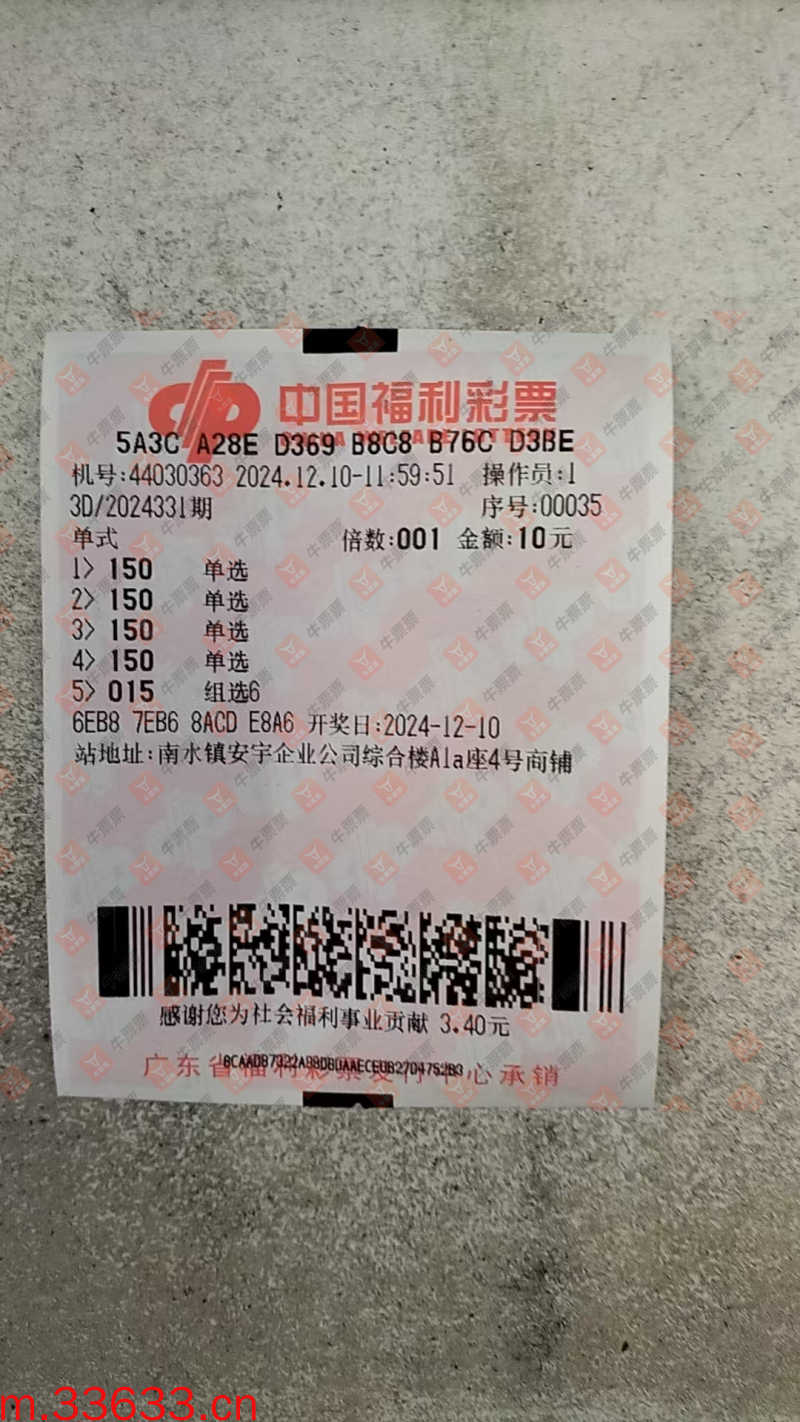 中国福利彩票
5A3C A28E D369 B8C8 B76C D3BE
机号:44030363 2024.12.10-11:59:51 操作员:1
3D/2024331期 序号:00035
单式 倍数:001 金额:10元
1> 150 单选
2> 150 单选
3> 150 单选
4> 150 单选
5> 015 组选6
6EB8 7EB6 8ACD E8A6 开奖日:2024-12-10
站地址:南水镇安宇企业公司综合楼A1a座4号商铺
感谢您为社会福利事业贡献 3.40元
广东省福利彩票发行中心承销
牛票票
m.33633.cn